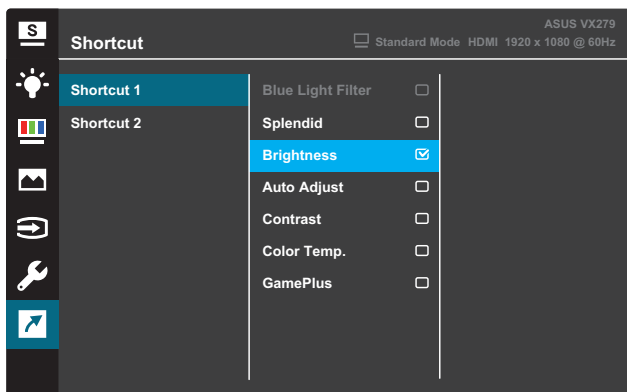 S
ASUS VX279
Shortcut
Standard Mode HDMI 1920 x 1080 @ 60Hz
Shortcut 1
Shortcut 2
Blue Light Filter
Splendid
Brightness
Auto Adjust
Contrast
Color Temp.
GamePlus